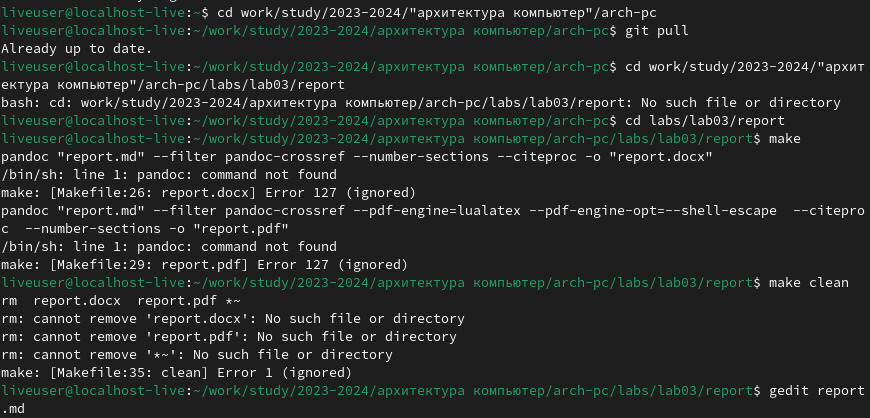 liveuser@localhost-live:~$ cd work/study/2023-2024/"архитектура компьютер"/arch-pc
liveuser@localhost-live:~/work/study/2023-2024/архитектура компьютер/arch-pc$ git pull
Already up to date.
liveuser@localhost-live:~/work/study/2023-2024/архитектура компьютер/arch-pc$ cd work/study/2023-2024/"архит
ектура компьютер"/arch-pc/labs/lab03/report
bash: cd: work/study/2023-2024/архитектура компьютер/arch-pc/labs/lab03/report: No such file or directory
liveuser@localhost-live:~/work/study/2023-2024/архитектура компьютер/arch-pc$ cd labs/lab03/report
liveuser@localhost-live:~/work/study/2023-2024/архитектура компьютер/arch-pc/labs/lab03/report$ make
pandoc "report.md" --filter pandoc-crossref --number-sections --citeproc -o "report.docx"
/bin/sh: line 1: pandoc: command not found
make: [Makefile:26: report.docx] Error 127 (ignored)
pandoc "report.md" --filter pandoc-crossref --pdf-engine=lualatex --pdf-engine-opt=--shell-escape  --citepro
c  --number-sections -o "report.pdf"
/bin/sh: line 1: pandoc: command not found
make: [Makefile:29: report.pdf] Error 127 (ignored)
liveuser@localhost-live:~/work/study/2023-2024/архитектура компьютер/arch-pc/labs/lab03/report$ make clean
rm  report.docx  report.pdf *~
rm: cannot remove 'report.docx': No such file or directory
rm: cannot remove 'report.pdf': No such file or directory
rm: cannot remove '*~': No such file or directory
make: [Makefile:35: clean] Error 1 (ignored)
liveuser@localhost-live:~/work/study/2023-2024/архитектура компьютер/arch-pc/labs/lab03/report$ gedit report
.md